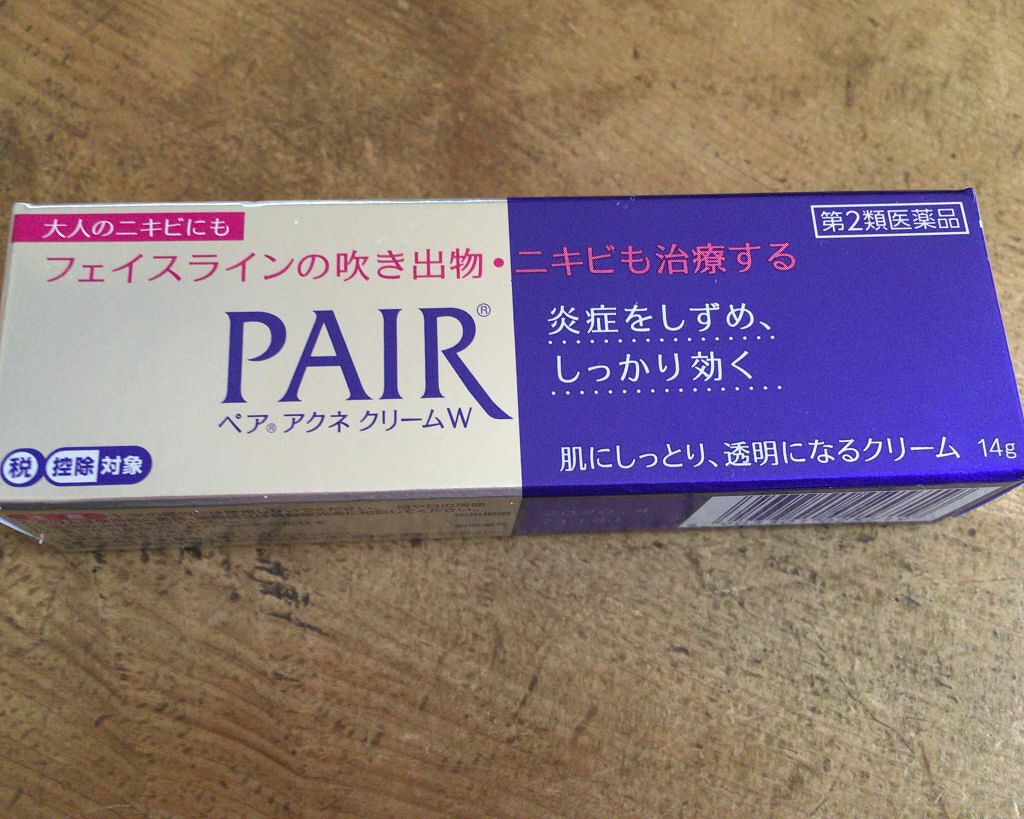 大人のニキビにも
第2類医薬品
フェイスラインの吹き出物・ニキビも治療する
PAIR®
ペア®アクネ クリームW
炎症をしずめ、
しっかり効く
税 控除対象
肌にしっとり、透明になるクリーム 14g
2020.4